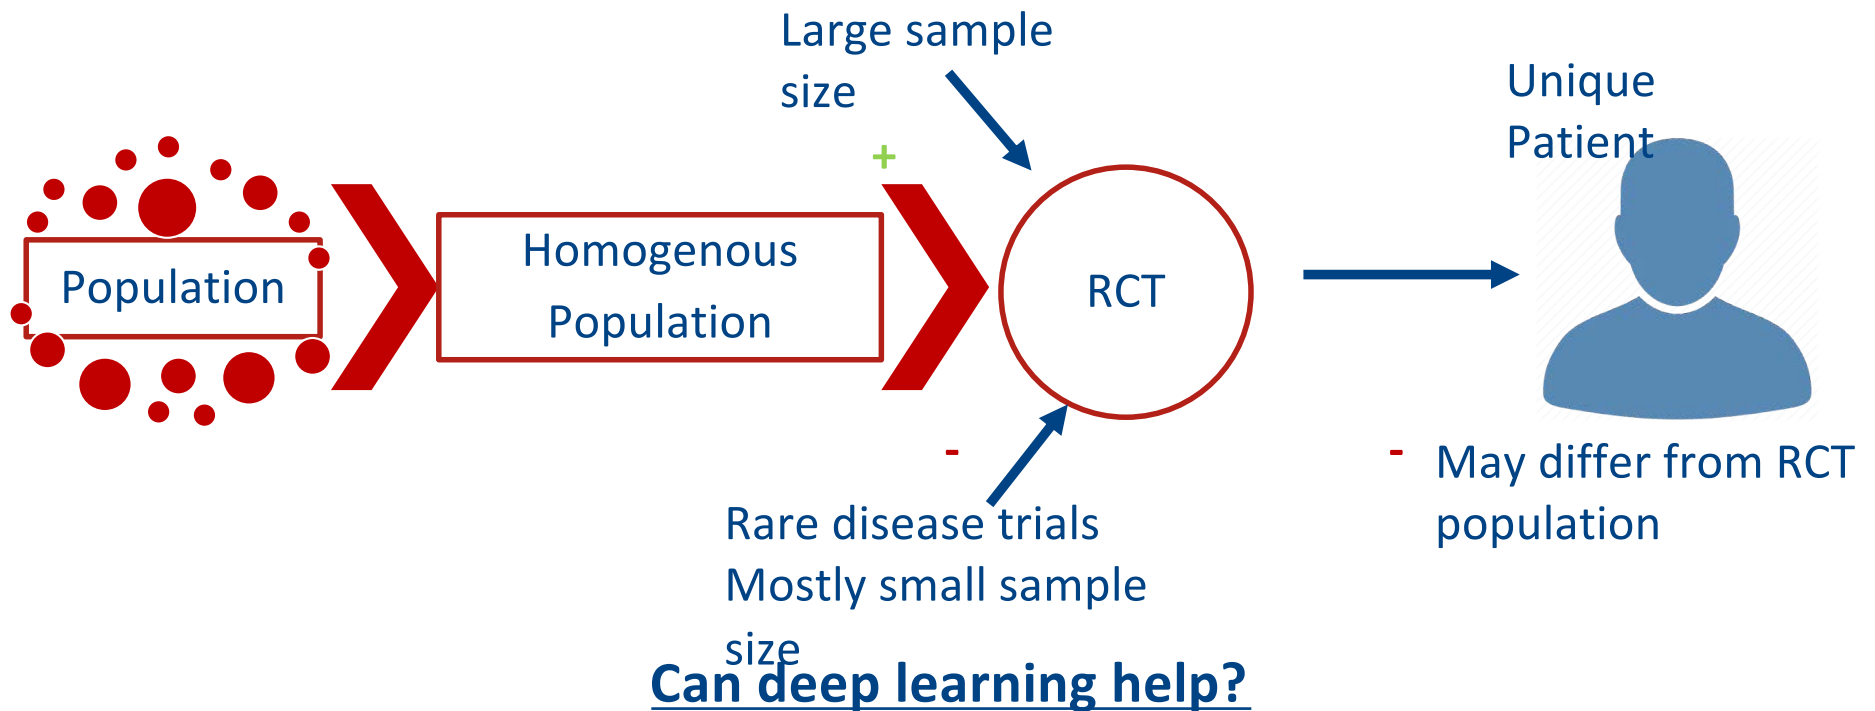 Large sample
size
Unique
Patient
+
Population
Homogenous
Population
RCT
-
Rare disease trials
Mostly small sample
size
-
May differ from RCT
population
Can deep learning help?